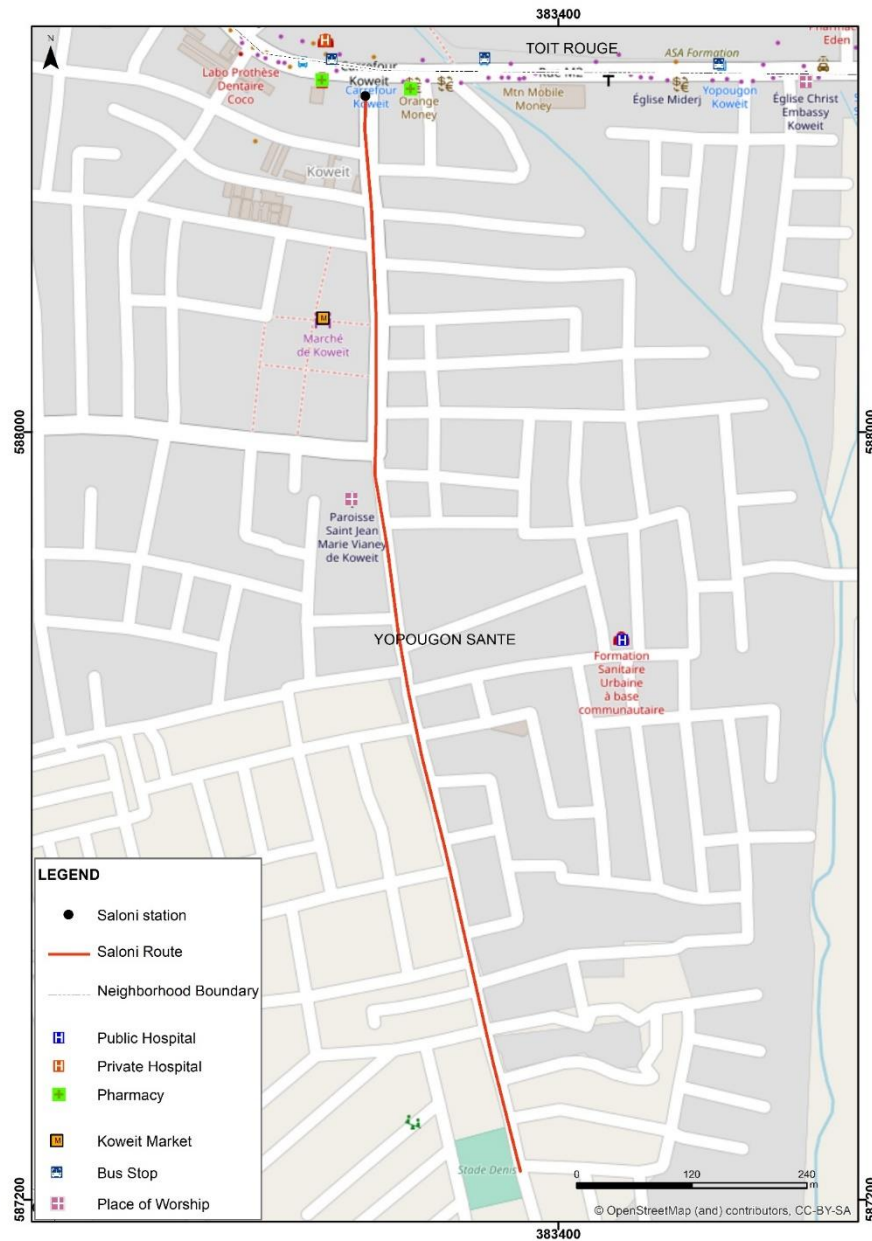 383400
N
TOIT ROUGE
Pharmac
Eden
ASA Formation
Carrefour
Koweit
Rue M2
Labo Prothèse
Dentaire
Coco
Carrefour
Koweit
Orange
Money
Mtn Mobile
Money
T
Église Miderj
Yopougon
Koweit
Église Christ
Embassy
Koweit
Koweit
M
Marché
de Koweit
588000
588000
Paroisse
Saint Jean
Marie Vianey
de Koweit
YOPOUGON SANTE
H
Formation
Sanitaire
Urbaine
à base
communautaire
LEGEND
Saloni station
Saloni Route
Neighborhood Boundary
H Public Hospital
H Private Hospital
Pharmacy
M Koweit Market
Bus Stop
Place of Worship
Stade Denis
0 120 240
m
587200
587200
© OpenStreetMap (and) contributors, CC-BY-SA
383400